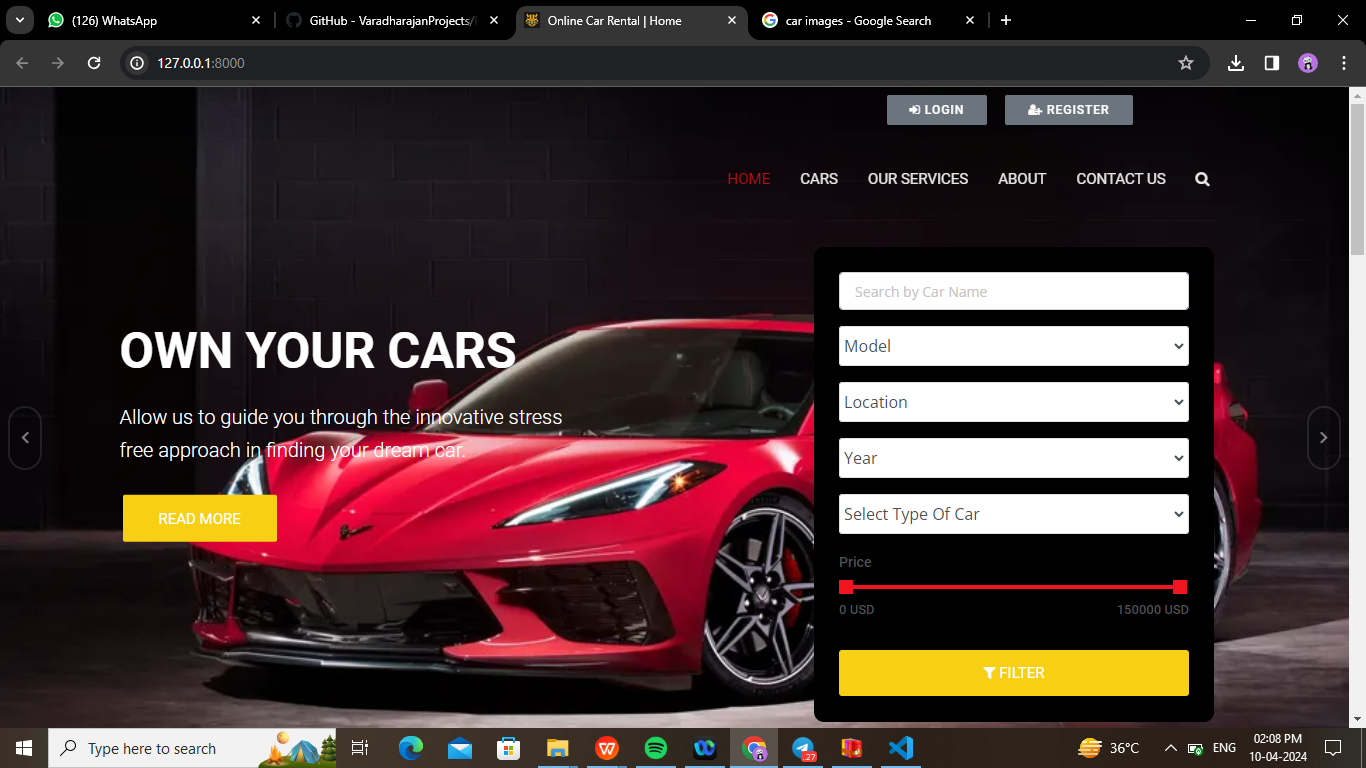 (126) WhatsApp
GitHub - VaradharajanProjects/
Online Car Rental | Home
car images - Google Search
127.0.0.1:8000
LOGIN
REGISTER
HOME
CARS
OUR SERVICES
ABOUT
CONTACT US
OWN YOUR CARS
Allow us to guide you through the innovative stress
free approach in finding your dream car.
READ MORE
Search by Car Name
Model
Location
Year
Select Type Of Car
Price
0 USD
150000 USD
FILTER
Type here to search
27
36°C
ENG
02:08 PM
10-04-2024